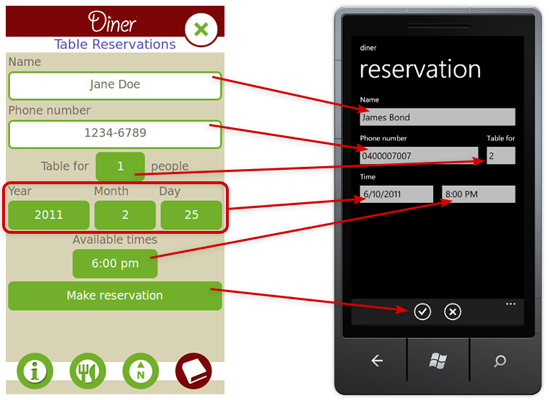 Diner
Table Reservations
Name
Jane Doe
Phone number
1234-6789
Table for 1 people
Year Month Day
2011 2 25
Available times
6:00 pm
Make reservation
N
diner
reservation
Name
James Bond
Phone number Table for
0400007007 2
Time
6/10/2011 8:00 PM